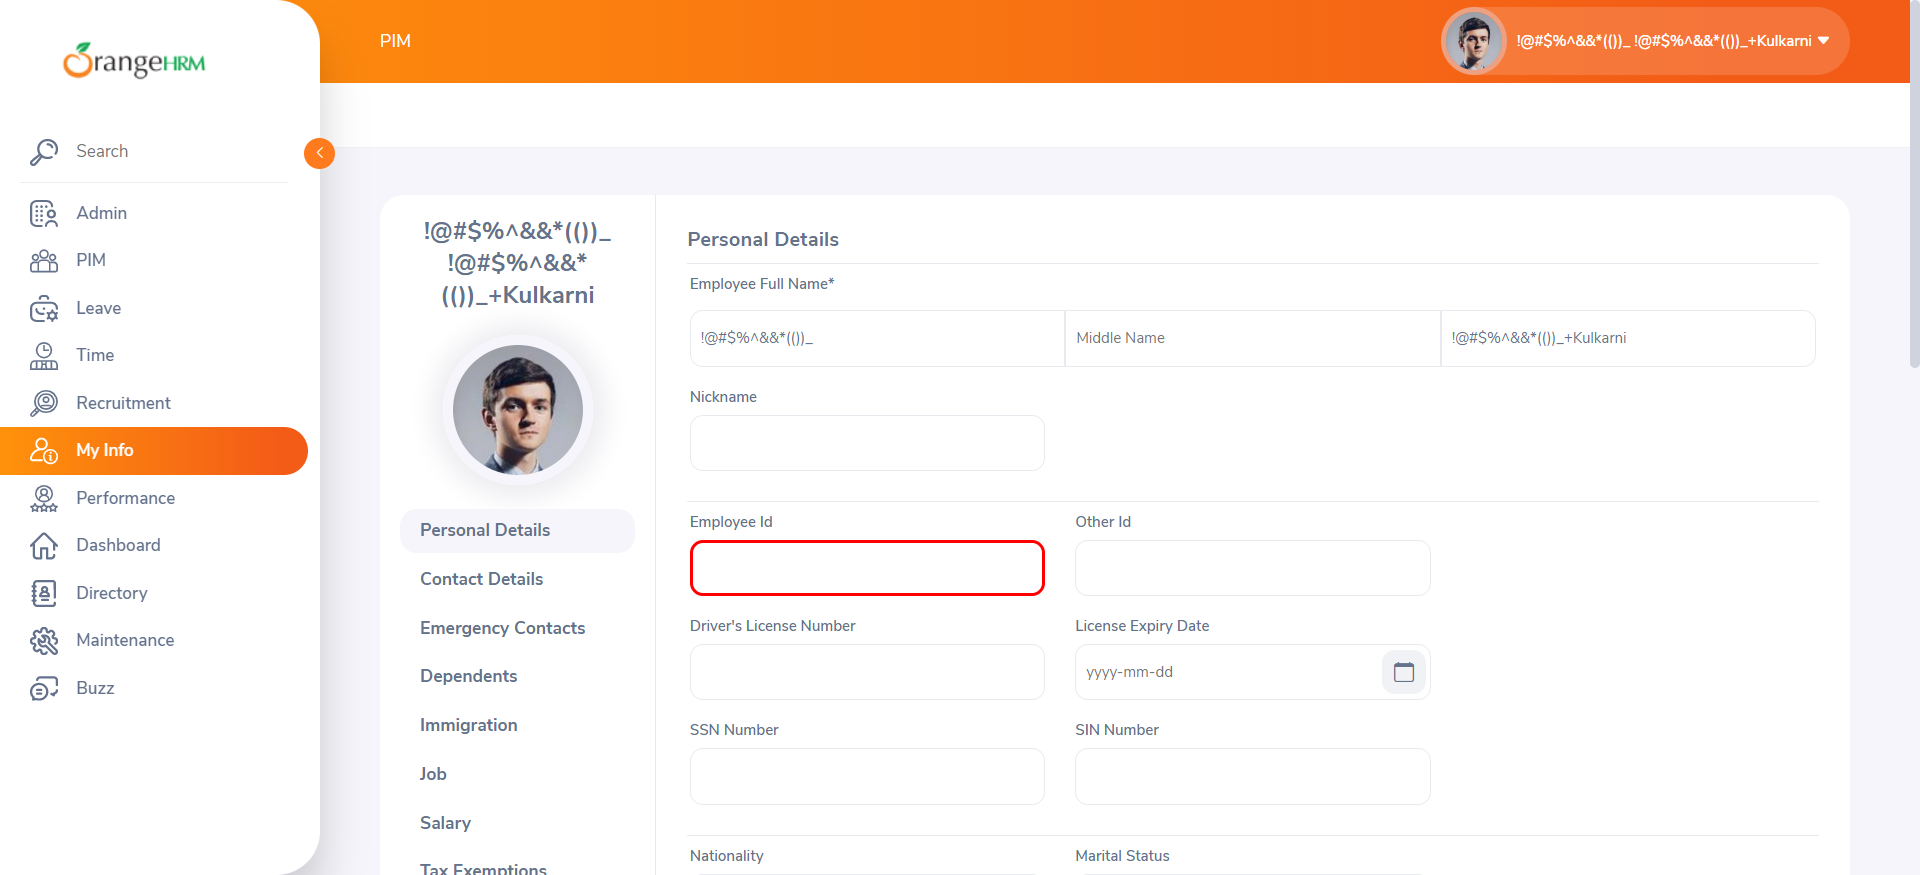 OrangeHRM
PIM
!@#$%^&&*(())_ !@#$%^&&*(())_+Kulkarni
Search
Admin
PIM
Leave
Time
Recruitment
My Info
Performance
Dashboard
Directory
Maintenance
Buzz
!@#$%^&&*(())_
!@#$%^&&*
(())_+Kulkarni
Personal Details
Contact Details
Emergency Contacts
Dependents
Immigration
Job
Salary
Tax Exemptions
Personal Details
Employee Full Name*
!@#$%^&&*(())_ Middle Name !@#$%^&&*(())_+Kulkarni
Nickname
Employee Id Other Id
Driver's License Number License Expiry Date
yyyy-mm-dd
SSN Number SIN Number
Nationality Marital Status